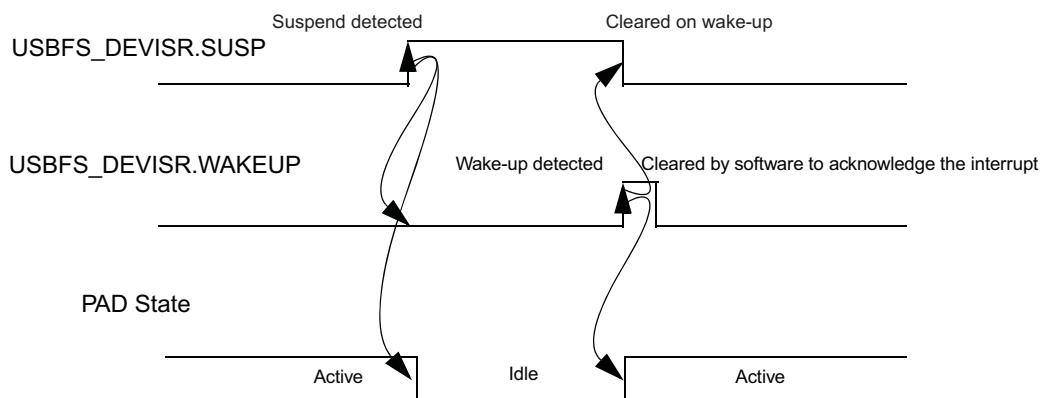 Suspend detected
Cleared on wake-up
USBFS_DEVISR.SUSP
USBFS_DEVISR.WAKEUP
Wake-up detected
Cleared by software to acknowledge the interrupt
PAD State
Active
Idle
Active